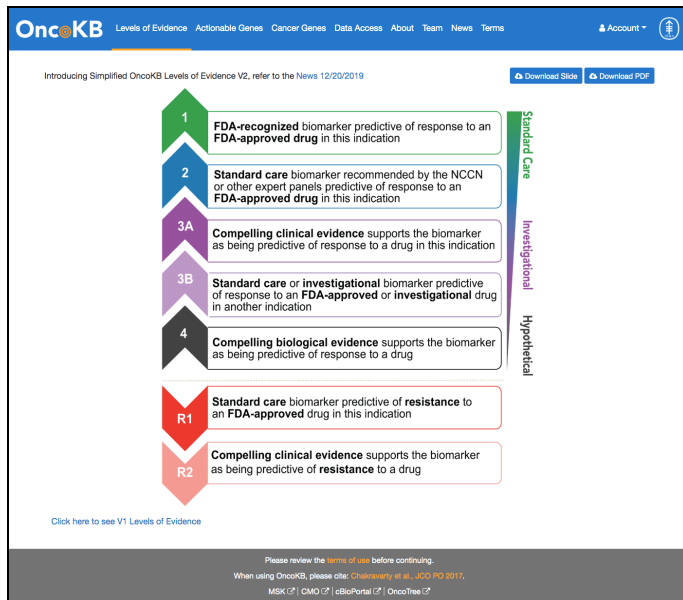 OncoKB Levels of Evidence Actionable Genes Cancer Genes Data Access About Team News Terms Account
Introducing Simplified OncoKB Levels of Evidence V2, refer to the News 12/20/2019 Download Slide Download PDF
1
FDA-recognized biomarker predictive of response to an
FDA-approved drug in this indication
2
Standard care biomarker recommended by the NCCN
or other expert panels predictive of response to an
FDA-approved drug in this indication
3A
Compelling clinical evidence supports the biomarker
as being predictive of response to a drug in this indication
3B
Standard care or investigational biomarker predictive
of response to an FDA-approved or investigational drug
in another indication
4
Compelling biological evidence supports the biomarker
as being predictive of response to a drug
Standard Care
Investigational
Hypothetical
R1
Standard care biomarker predictive of resistance to
an FDA-approved drug in this indication
R2
Compelling clinical evidence supports the biomarker
as being predictive of resistance to a drug
Click here to see V1 Levels of Evidence
Please review the terms of use before continuing.
When using OncoKB, please cite: Chakravarty et al., JCO PO 2017.
MSK | CMO | cBioPortal | OncoTree